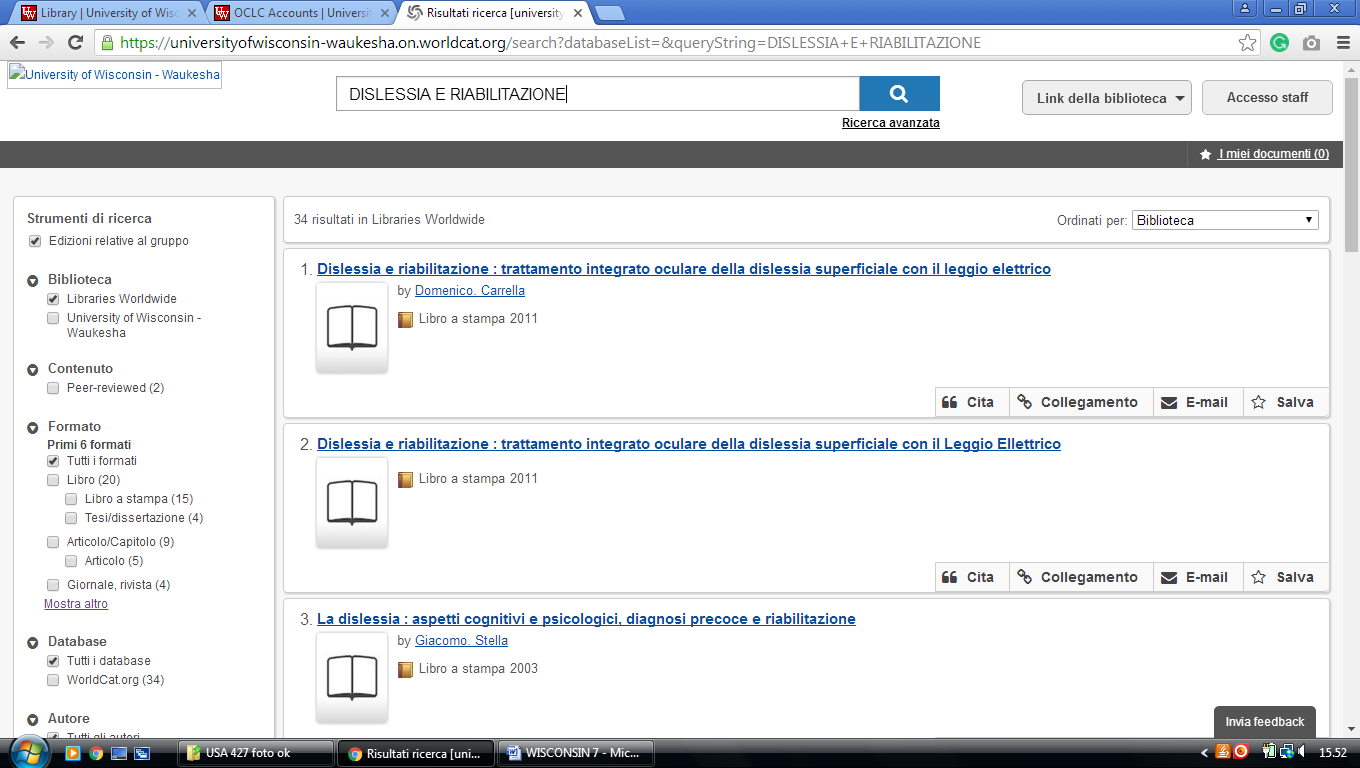 Library | University of Wisc
OCLC Accounts | Universit
Risultati ricerca [university
https://universityofwisconsin-waukesha.on.worldcat.org/search?databaseList=&queryString=DISLESSIA+E+RIABILITAZIONE
University of Wisconsin - Waukesha
DISLESSIA E RIABILITAZIONE
Ricerca avanzata
Link della biblioteca
Accesso staff
I miei documenti (0)
Strumenti di ricerca
Edizioni relative al gruppo
Biblioteca
Libraries Worldwide
University of Wisconsin -
Waukesha
Contenuto
Peer-reviewed (2)
Formato
Primi 6 formati
Tutti i formati
Libro (20)
Libro a stampa (15)
Tesi/dissertazione (4)
Articolo/Capitolo (9)
Articolo (5)
Giornale, rivista (4)
Mostra altro
Database
Tutti i database
WorldCat.org (34)
Autore
Tutti gli autori
34 risultati in Libraries Worldwide
Ordinati per: Biblioteca
1. Dislessia e riabilitazione : trattamento integrato oculare della dislessia superficiale con il leggio elettrico
by Domenico. Carrella
Libro a stampa 2011
Cita Collegamento E-mail Salva
2. Dislessia e riabilitazione : trattamento integrato oculare della dislessia superficiale con il Leggio Ellettrico
Libro a stampa 2011
Cita Collegamento E-mail Salva
3. La dislessia : aspetti cognitivi e psicologici, diagnosi precoce e riabilitazione
by Giacomo. Stella
Libro a stampa 2003
Invia feedback
USA 427 foto ok
Risultati ricerca [uni...
WISCONSIN 7 - Mic...
15.52